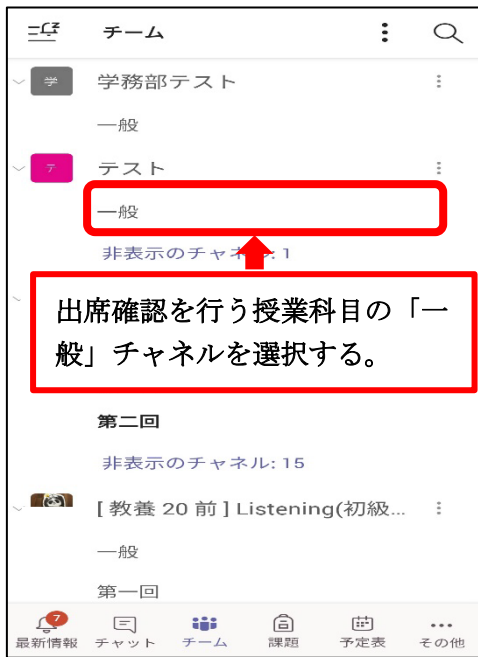 チーム
学 学務部テスト
一般
テ テスト
一般
非表示のチャネル: 1
出席確認を行う授業科目の「一
般」チャネルを選択する。
第二回
非表示のチャネル: 15
[教養 20 前] Listening(初級...
一般
第一回
7
最新情報 チャット チーム 課題 予定表 その他